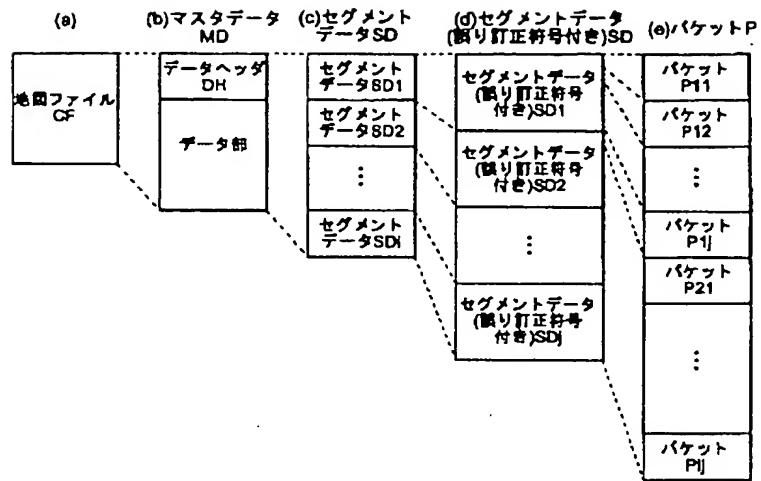 (a)
地図ファイル
CF
(b)マスタデータ
MD
データヘッダ
DH
データ部
(c)セグメント
データSD
セグメント
データSD1
セグメント
データSD2
⋮
セグメント
データSDi
(d)セグメントデータ
(誤り訂正符号付き)SD
セグメントデータ
(誤り訂正符号
付き)SD1
セグメントデータ
(誤り訂正符号
付き)SD2
⋮
セグメントデータ
(誤り訂正符号
付き)SDj
(e)パケットP
パケット
P11
パケット
P12
⋮
パケット
P1j
パケット
P21
⋮
パケット
Pij